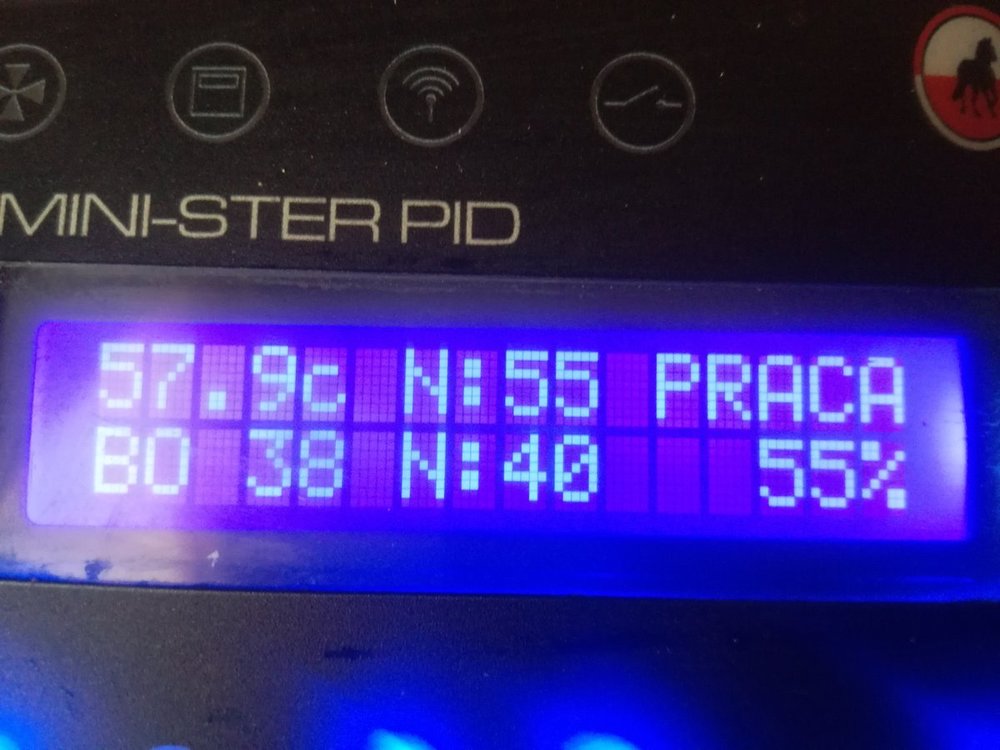 MINI-STER PID
57.9c N:55 PRACA
BO 38 N:40 55%